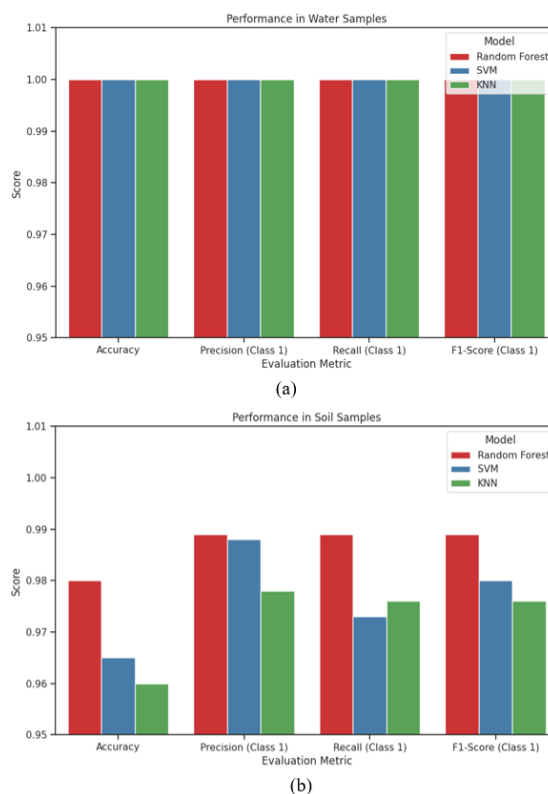 Performance in Water Samples
1.01
1.00
0.99
0.98
0.97
0.96
0.95
Score
Model
Random Forest
SVM
KNN
Accuracy
Precision (Class 1)
Recall (Class 1)
F1-Score (Class 1)
Evaluation Metric
(a)
Performance in Soil Samples
1.01
1.00
0.99
0.98
0.97
0.96
0.95
Score
Model
Random Forest
SVM
KNN
Accuracy
Precision (Class 1)
Recall (Class 1)
F1-Score (Class 1)
Evaluation Metric
(b)